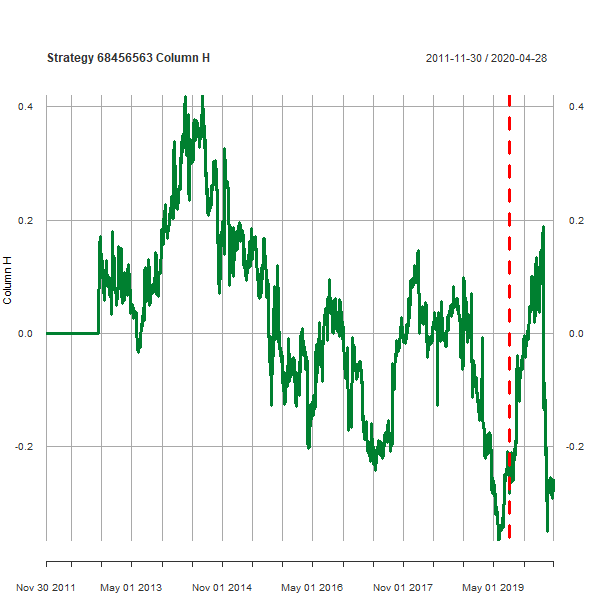 Strategy 68456563 Column H
2011-11-30 / 2020-04-28
0.4 0.4
0.2 0.2
0.0 0.0
-0.2 -0.2
Column H
Nov 30 2011 May 01 2013 Nov 01 2014 May 01 2016 Nov 01 2017 May 01 2019